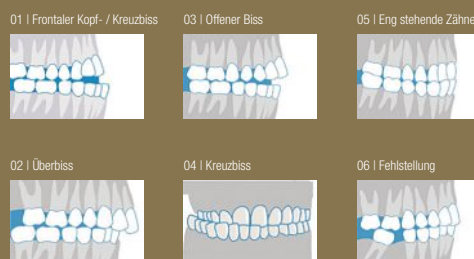 01 | Frontaler Kopf- / Kreuzbiss
03 | Offener Biss
05 | Eng stehende Zähne
02 | Überbiss
04 | Kreuzbiss
06 | Fehlstellung